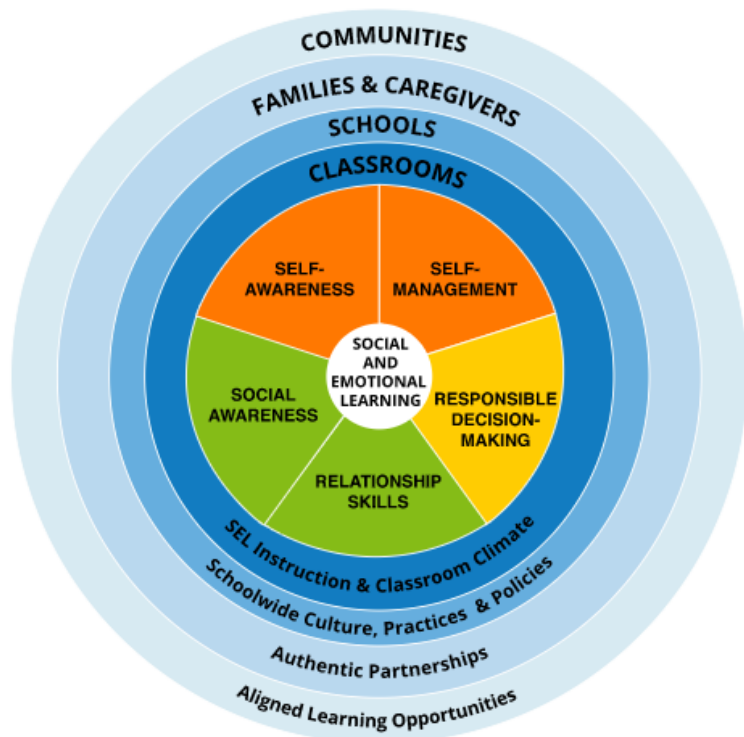 COMMUNITIES
FAMILIES & CAREGIVERS
SCHOOLS
CLASSROOMS
SELF-
AWARENESS
SELF-
MANAGEMENT
SOCIAL
AND
EMOTIONAL
LEARNING
SOCIAL
AWARENESS
RESPONSIBLE
DECISION-
MAKING
RELATIONSHIP
SKILLS
SEL Instruction & Classroom Climate
Schoolwide Culture, Practices & Policies
Authentic Partnerships
Aligned Learning Opportunities